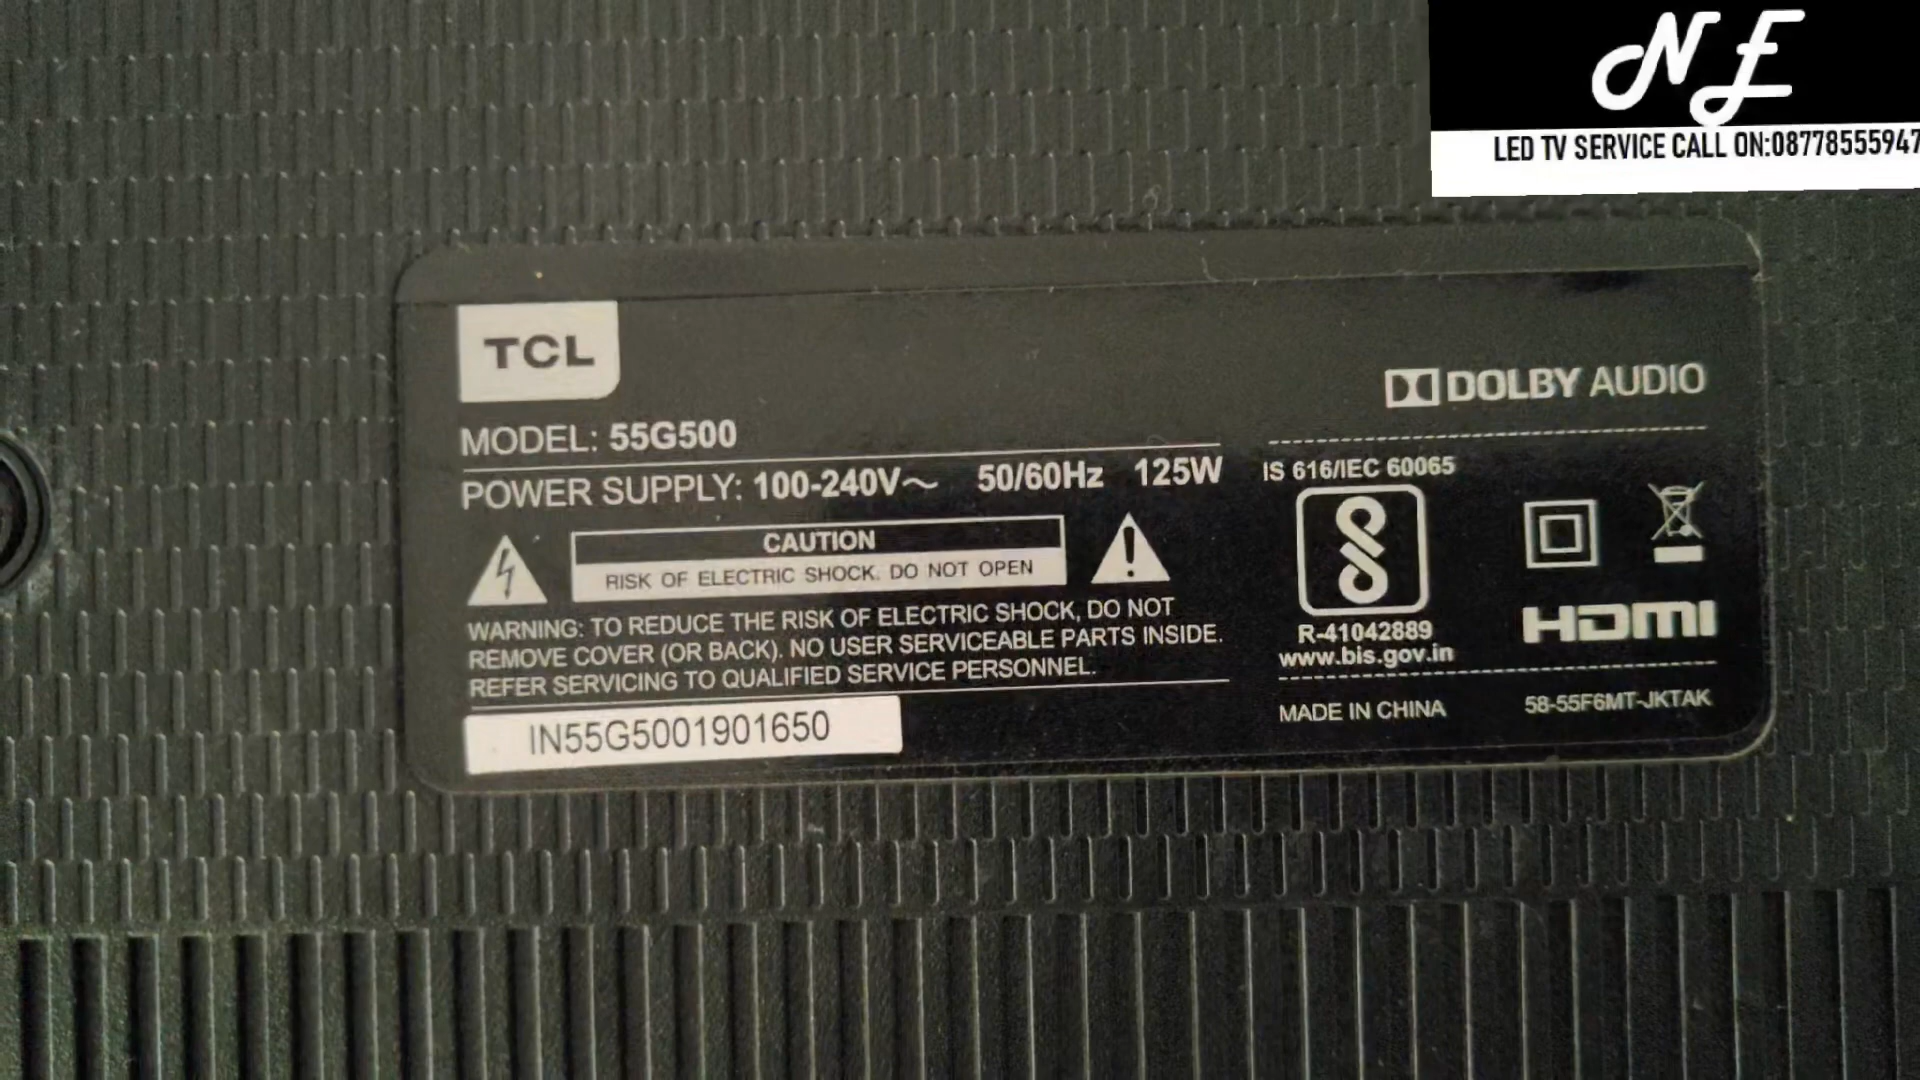 NE
LED TV SERVICE CALL ON:08778555947
TCL
DOLBY AUDIO
MODEL: 55G500
POWER SUPPLY: 100-240V～ 50/60Hz 125W
CAUTION
RISK OF ELECTRIC SHOCK. DO NOT OPEN
WARNING: TO REDUCE THE RISK OF ELECTRIC SHOCK, DO NOT
REMOVE COVER (OR BACK). NO USER SERVICEABLE PARTS INSIDE.
REFER SERVICING TO QUALIFIED SERVICE PERSONNEL.
IN55G5001901650
IS 616/IEC 60065
R-41042889
www.bis.gov.in
HDMI
MADE IN CHINA
58-55F6MT-JKTAK